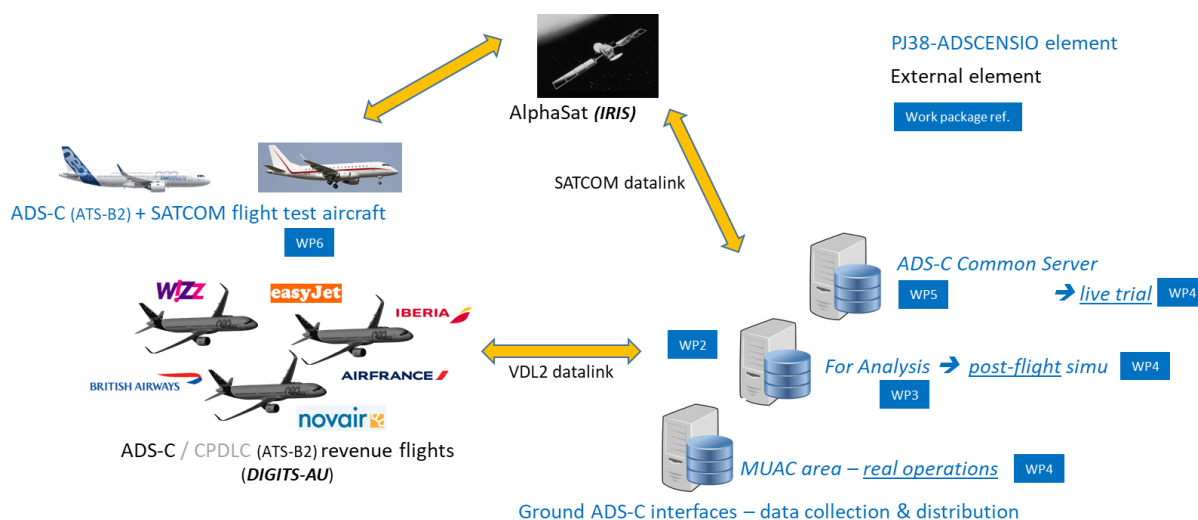 PJ38-ADSCENSIO element
External element
Work package ref.
AlphaSat (IRIS)
SATCOM datalink
ADS-C (ATS-B2) + SATCOM flight test aircraft
WP6
WIZZ
easyJet
IBERIA
BRITISH AIRWAYS
AIRFRANCE
novair
neo
neo
neo
ADS-C / CPDLC (ATS-B2) revenue flights
(DIGITS-AU)
VDL2 datalink
WP2
ADS-C Common Server
WP5
➔ live trial WP4
For Analysis ➔ post-flight simu WP4
WP3
MUAC area – real operations WP4
Ground ADS-C interfaces – data collection & distribution